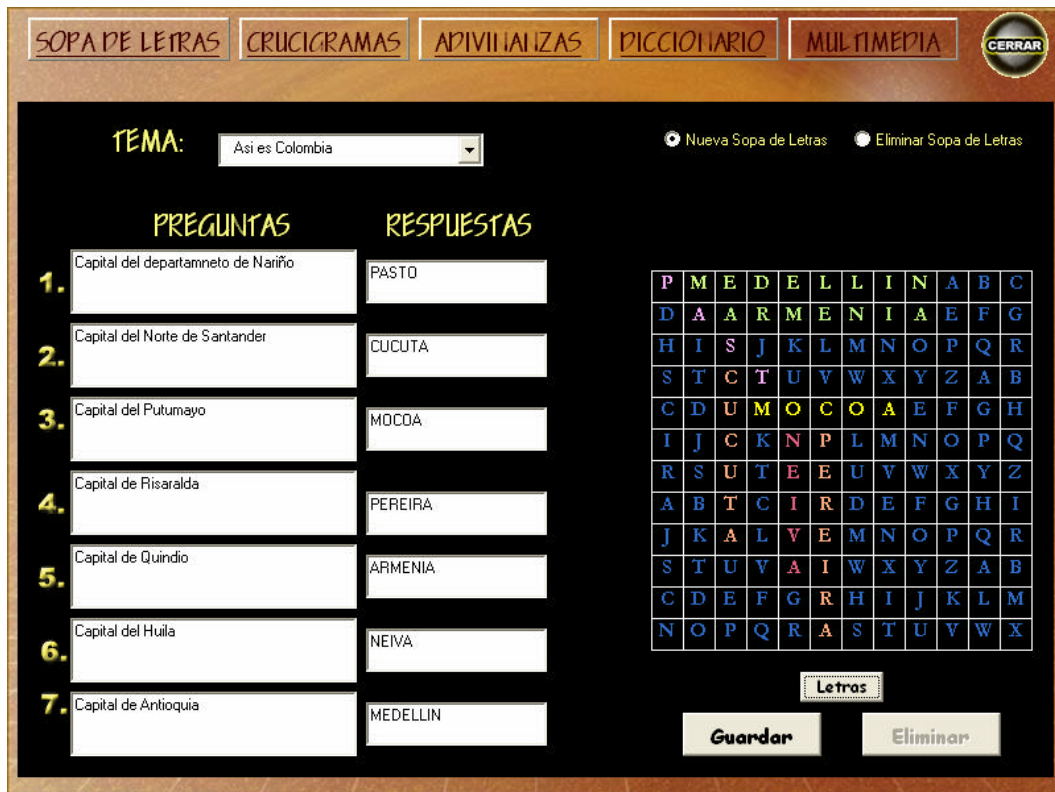 SOPA DE LETRAS CRUCIGRAMAS ADIVINANZAS DICCIONARIO MULTIMEDIA CERRAR
TEMA: Asi es Colombia Nueva Sopa de Letras Eliminar Sopa de Letras
PREGUNTAS RESPUESTAS
1. Capital del departamneto de Nariño PASTO
2. Capital del Norte de Santander CUCUTA
3. Capital del Putumayo MOCOA
4. Capital de Risaralda PEREIRA
5. Capital de Quindio ARMENIA
6. Capital del Huila NEIVA
7. Capital de Antioquia MEDELLIN
P M E D E L L I N A B C
D A A R M E N I A E F G
H I S J K L M N O P Q R
S T C T U V W X Y Z A B
C D U M O C O A E F G H
I J C K N P L M N O P Q
R S U T E E U V W X Y Z
A B T C I R D E F G H I
J K A L V E M N O P Q R
S T U V A I W X Y Z A B
C D E F G R H I J K L M
N O P Q R A S T U V W X
Letras
Guardar Eliminar